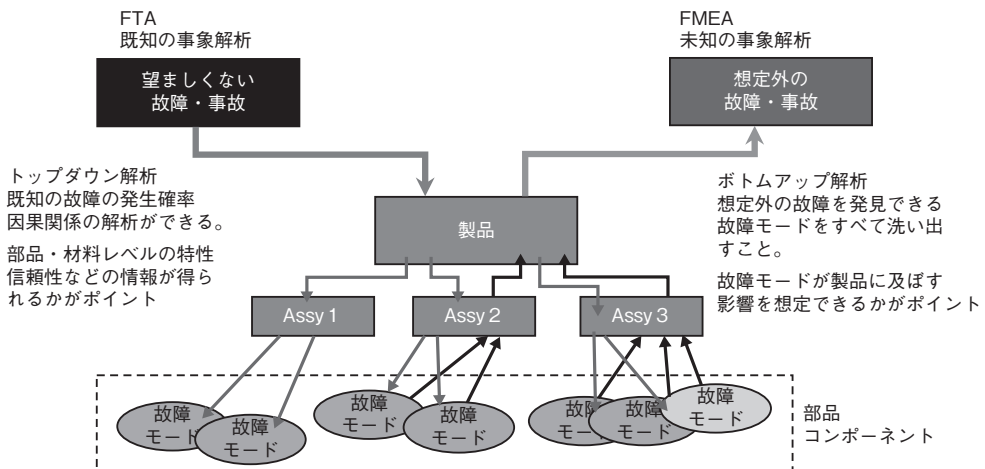 FTA
既知の事象解析
望ましくない
故障・事故
FMEA
未知の事象解析
想定外の
故障・事故
トップダウン解析
既知の故障の発生確率
因果関係の解析ができる。
部品・材料レベルの特性
信頼性などの情報が得ら
れるかがポイント
製品
ボトムアップ解析
想定外の故障を発見できる
故障モードをすべて洗い出
すこと。
故障モードが製品に及ぼす
影響を想定できるかがポイント
Assy 1
Assy 2
Assy 3
故障
モード
故障
モード
故障
モード
故障
モード
故障
モード
故障
モード
故障
モード
部品
コンポーネント